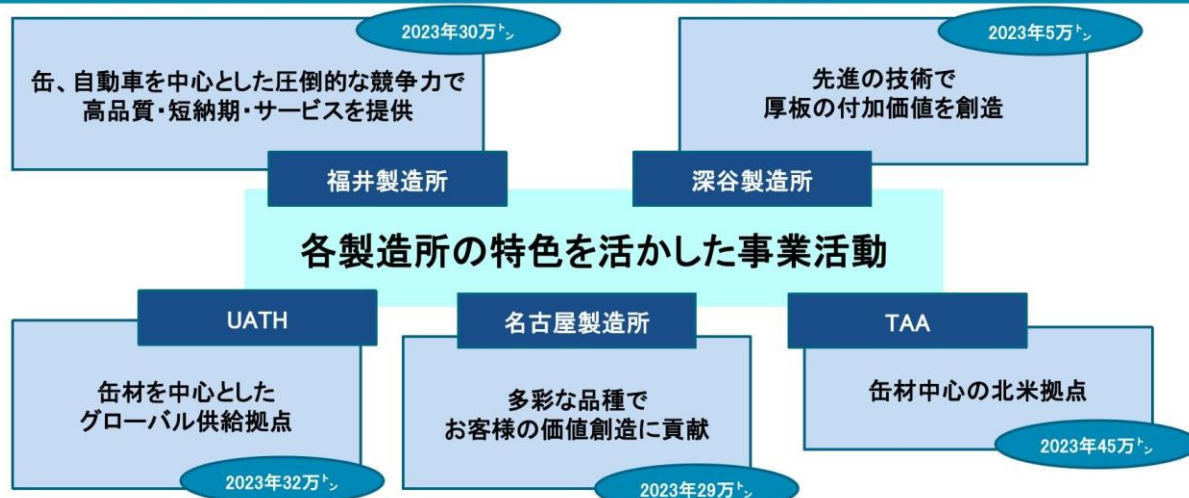 2023年30万トン
缶、自動車を中心とした圧倒的な競争力で
高品質・短納期・サービスを提供
福井製造所
2023年5万トン
先進の技術で
厚板の付加価値を創造
深谷製造所
各製造所の特色を活かした事業活動
UATH
缶材を中心とした
グローバル供給拠点
2023年32万トン
名古屋製造所
多彩な品種で
お客様の価値創造に貢献
2023年29万トン
TAA
缶材中心の北米拠点
2023年45万トン